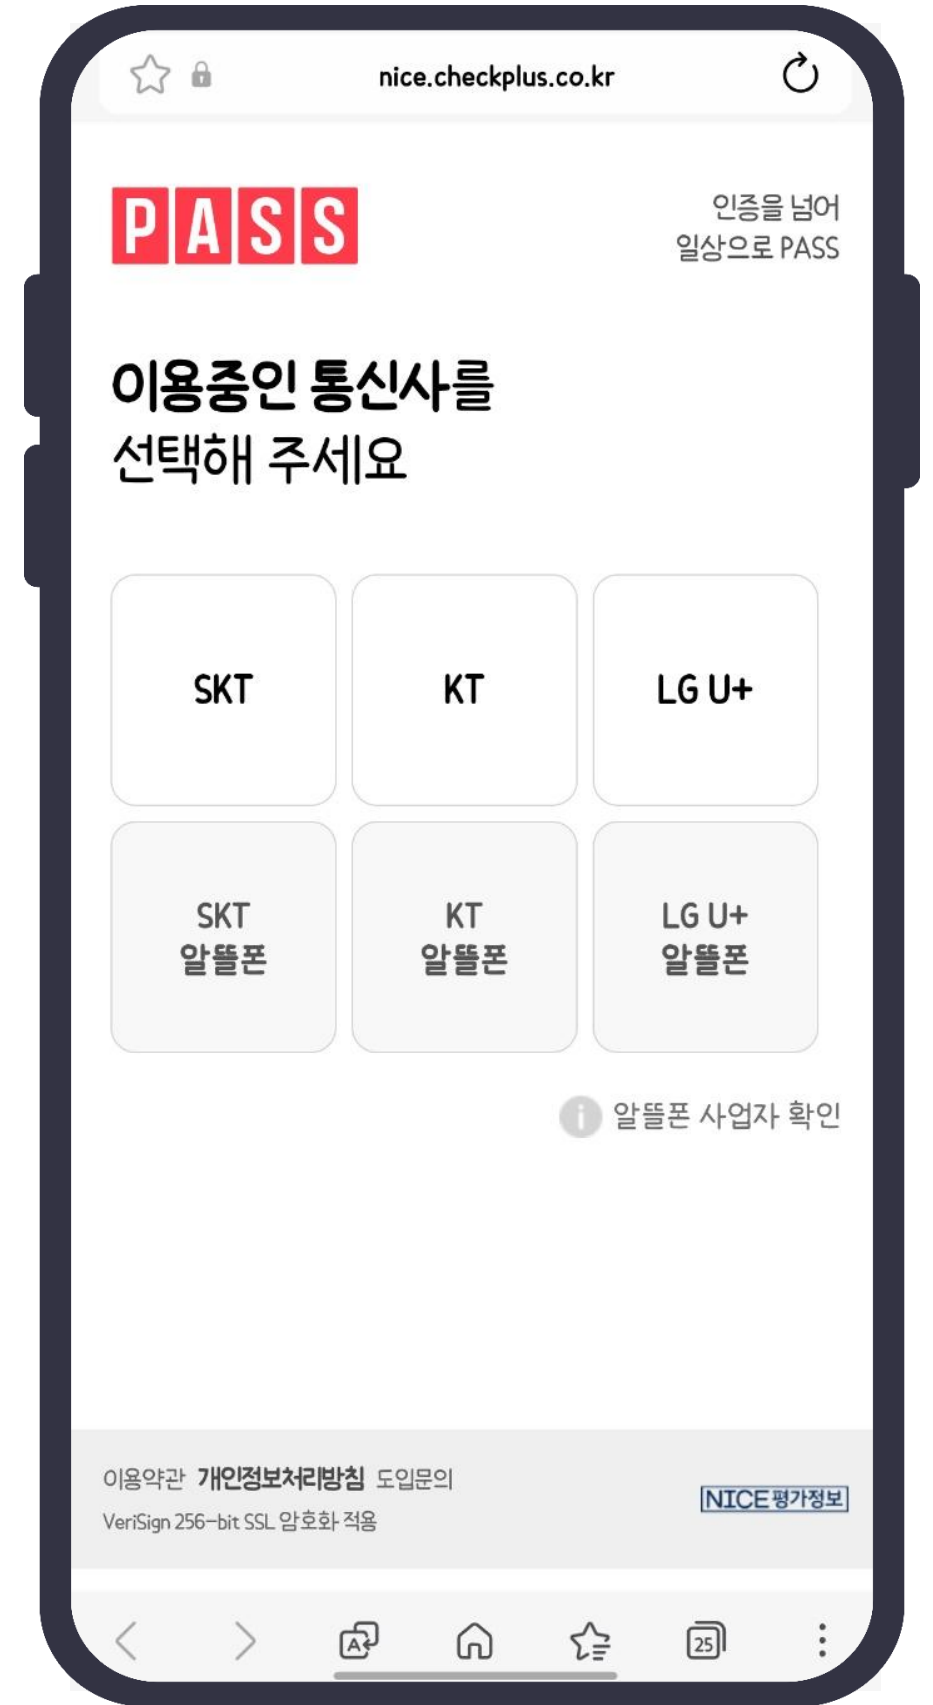 nice.checkplus.co.kr
PASS
인증을 넘어
일상으로 PASS
이용중인 통신사를
선택해 주세요
SKT
KT
LG U+
SKT
알뜰폰
KT
알뜰폰
LG U+
알뜰폰
알뜰폰 사업자 확인
이용약관 개인정보처리방침 도입문의
VeriSign 256-bit SSL 암호화 적용
NICE평가정보
25